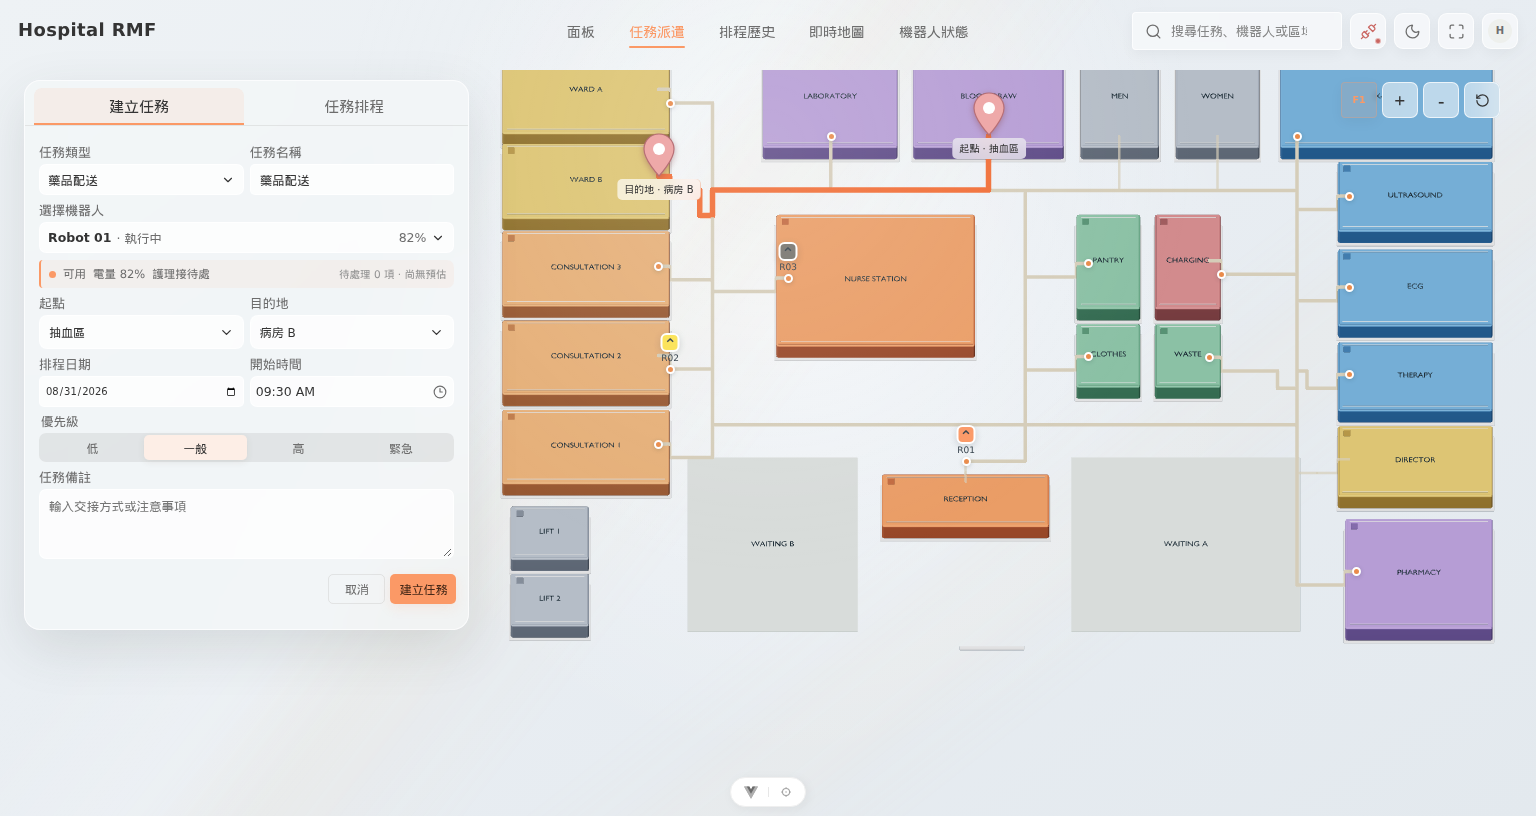 Hospital RMF
面板
任務派遣
排程歷史
即時地圖
機器人狀態
搜尋任務、機器人或區
H
建立任務
任務排程
任務類型
任務名稱
藥品配送
藥品配送
選擇機器人
Robot 01 · 執行中
82%
可用 電量 82% 護理接待處
待處理 0 項 · 尚無預估
起點
目的地
抽血區
病房 B
排程日期
開始時間
08/31/2026
09:30 AM
優先級
低
一般
高
緊急
任務備註
輸入交接方式或注意事項
取消
建立任務
WARD A
LABORATORY
MEN
WOMEN
F1
+
-
起點 · 抽血區
WARD B
目的地 · 病房 B
ULTRASOUND
CONSULTATION 3
R03
NURSE STATION
PANTRY
CHARGING
ECG
CONSULTATION 2
R02
CLOTHES
WASTE
THERAPY
CONSULTATION 1
R01
DIRECTOR
RECEPTION
LIFT 1
WAITING B
WAITING A
PHARMACY
LIFT 2